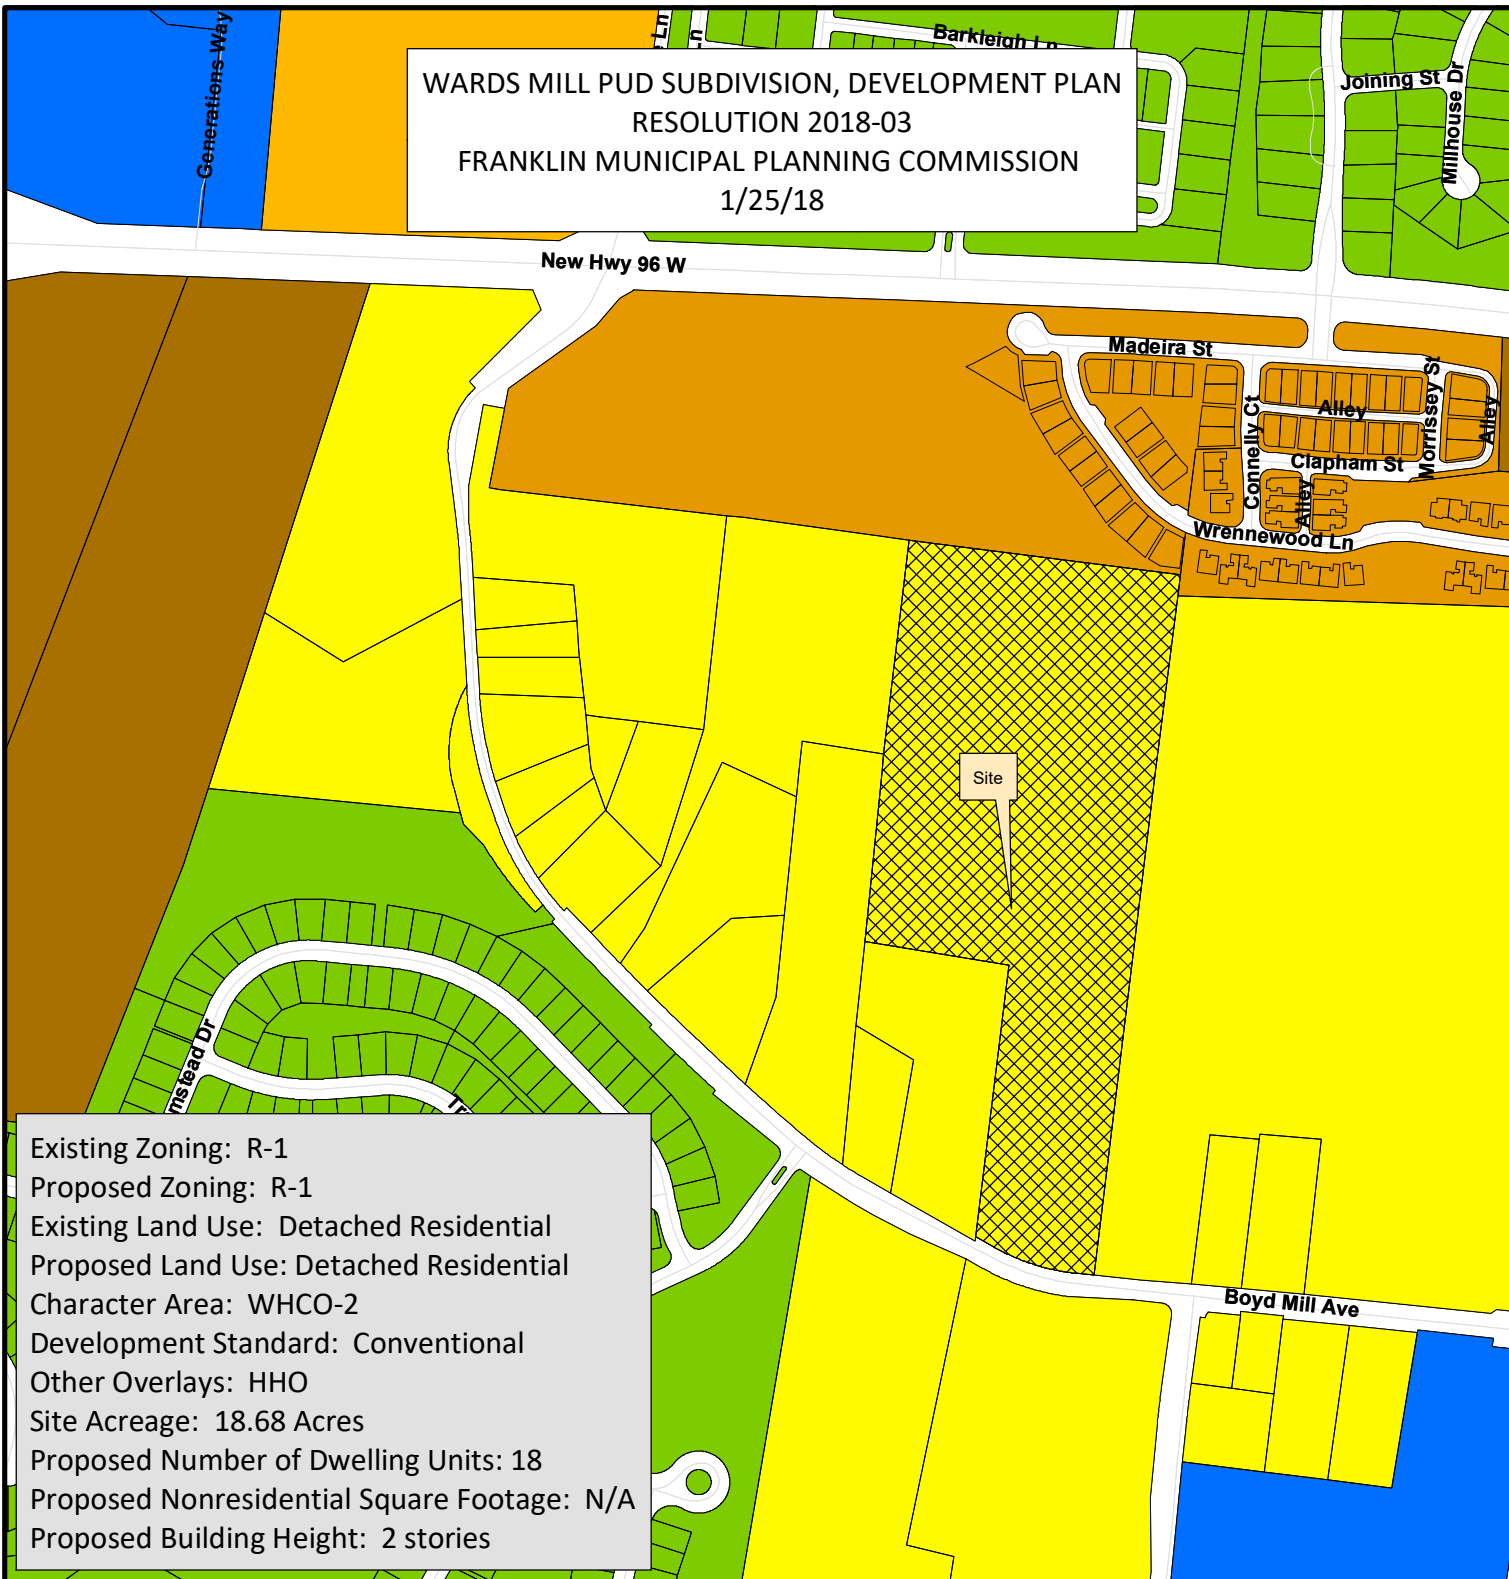 Generations Way
Ln
Ln
Barkleigh Ln
Joining St
Millhouse Dr
WARDS MILL PUD SUBDIVISION, DEVELOPMENT PLAN
RESOLUTION 2018-03
FRANKLIN MUNICIPAL PLANNING COMMISSION
1/25/18
New Hwy 96 W
Madeira St
Connelly Ct
Alley
Morrissey St
Alley
Clapham St
Alley
Wrennewood Ln
Site
mstead Dr
Boyd Mill Ave
Existing Zoning: R-1
Proposed Zoning: R-1
Existing Land Use: Detached Residential
Proposed Land Use: Detached Residential
Character Area: WHCO-2
Development Standard: Conventional
Other Overlays: HHO
Site Acreage: 18.68 Acres
Proposed Number of Dwelling Units: 18
Proposed Nonresidential Square Footage: N/A
Proposed Building Height: 2 stories